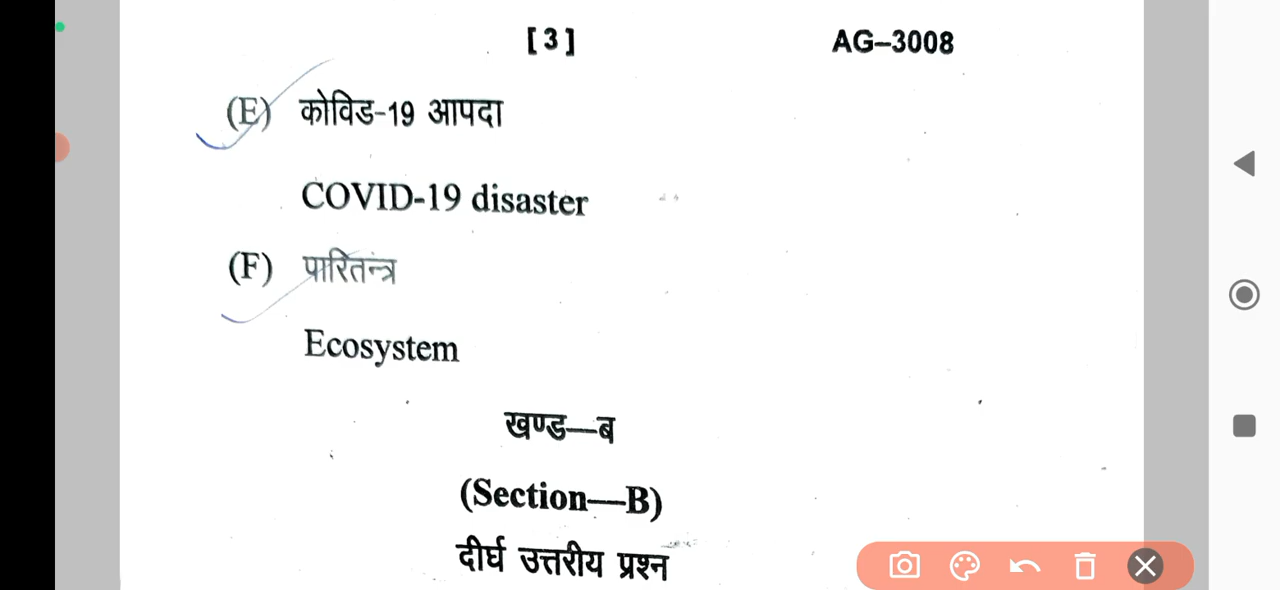 [ 3 ] AG–3008
(E) कोविड-19 आपदा
COVID-19 disaster
(F) पारितन्त्र
Ecosystem
खण्ड—ब
(Section—B)
दीर्घ उत्तरीय प्रश्न